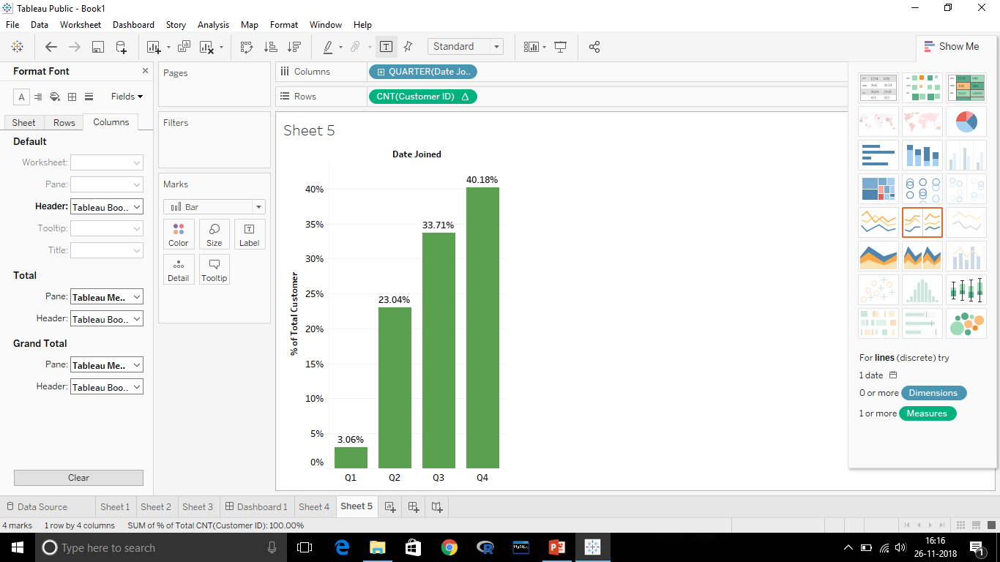 Tableau Public - Book1
File Data Worksheet Dashboard Story Analysis Map Format Window Help
Standard
Show Me
Format Font
Fields
Sheet Rows Columns
Default
Worksheet:
Pane:
Header: Tableau Boo..
Tooltip:
Title:
Total
Pane: Tableau Me..
Header: Tableau Boo..
Grand Total
Pane: Tableau Me..
Header: Tableau Boo..
Clear
Pages
Filters
Marks
Bar
Color Size Label
Detail Tooltip
Columns QUARTER(Date Jo..
Rows CNT(Customer ID) Δ
Sheet 5
Date Joined
% of Total Customer
40%
35%
30%
25%
20%
15%
10%
5%
0%
3.06%
23.04%
33.71%
40.18%
Q1 Q2 Q3 Q4
For lines (discrete) try
1 date
0 or more Dimensions
1 or more Measures
Data Source Sheet 1 Sheet 2 Sheet 3 Dashboard 1 Sheet 4 Sheet 5
4 marks 1 row by 4 columns SUM of % of Total CNT(Customer ID): 100.00%
Type here to search
MySQL
16:16
26-11-2018
1